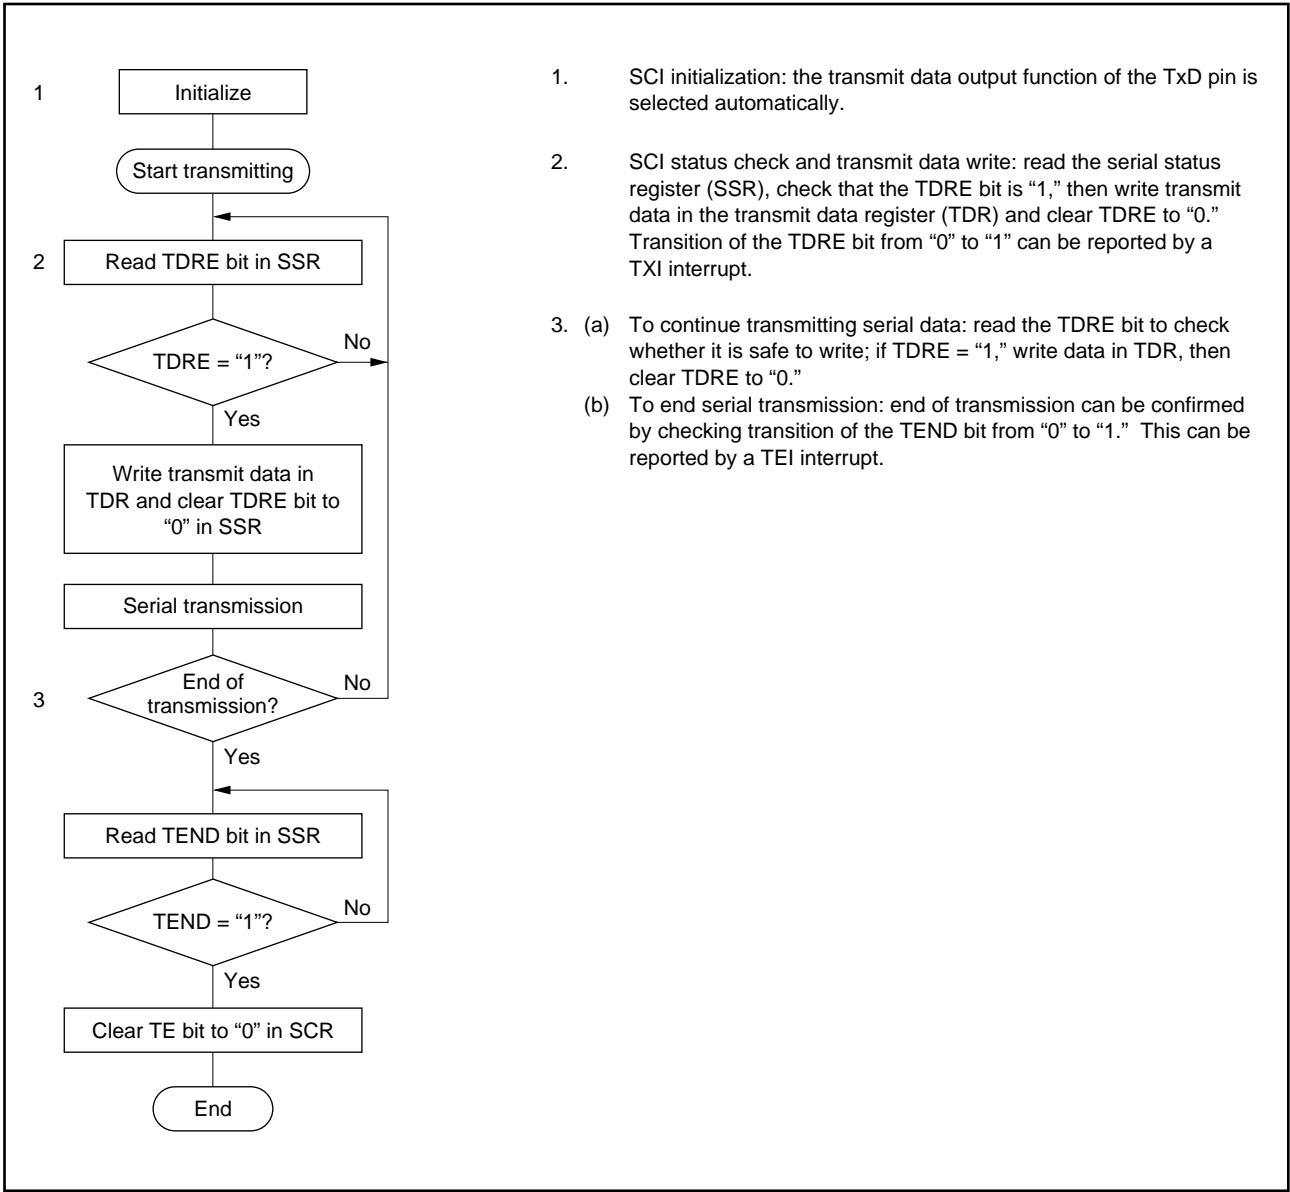 1
Initialize
Start transmitting
2
Read TDRE bit in SSR
TDRE = “1”?
No
Yes
Write transmit data in
TDR and clear TDRE bit to
“0” in SSR
Serial transmission
3
End of
transmission?
No
Yes
Read TEND bit in SSR
TEND = “1”?
No
Yes
Clear TE bit to “0” in SCR
End
1. SCI initialization: the transmit data output function of the TxD pin is
selected automatically.
2. SCI status check and transmit data write: read the serial status
register (SSR), check that the TDRE bit is “1,” then write transmit
data in the transmit data register (TDR) and clear TDRE to “0.”
Transition of the TDRE bit from “0” to “1” can be reported by a
TXI interrupt.
3. (a) To continue transmitting serial data: read the TDRE bit to check
whether it is safe to write; if TDRE = “1,” write data in TDR, then
clear TDRE to “0.”
(b) To end serial transmission: end of transmission can be confirmed
by checking transition of the TEND bit from “0” to “1.” This can be
reported by a TEI interrupt.